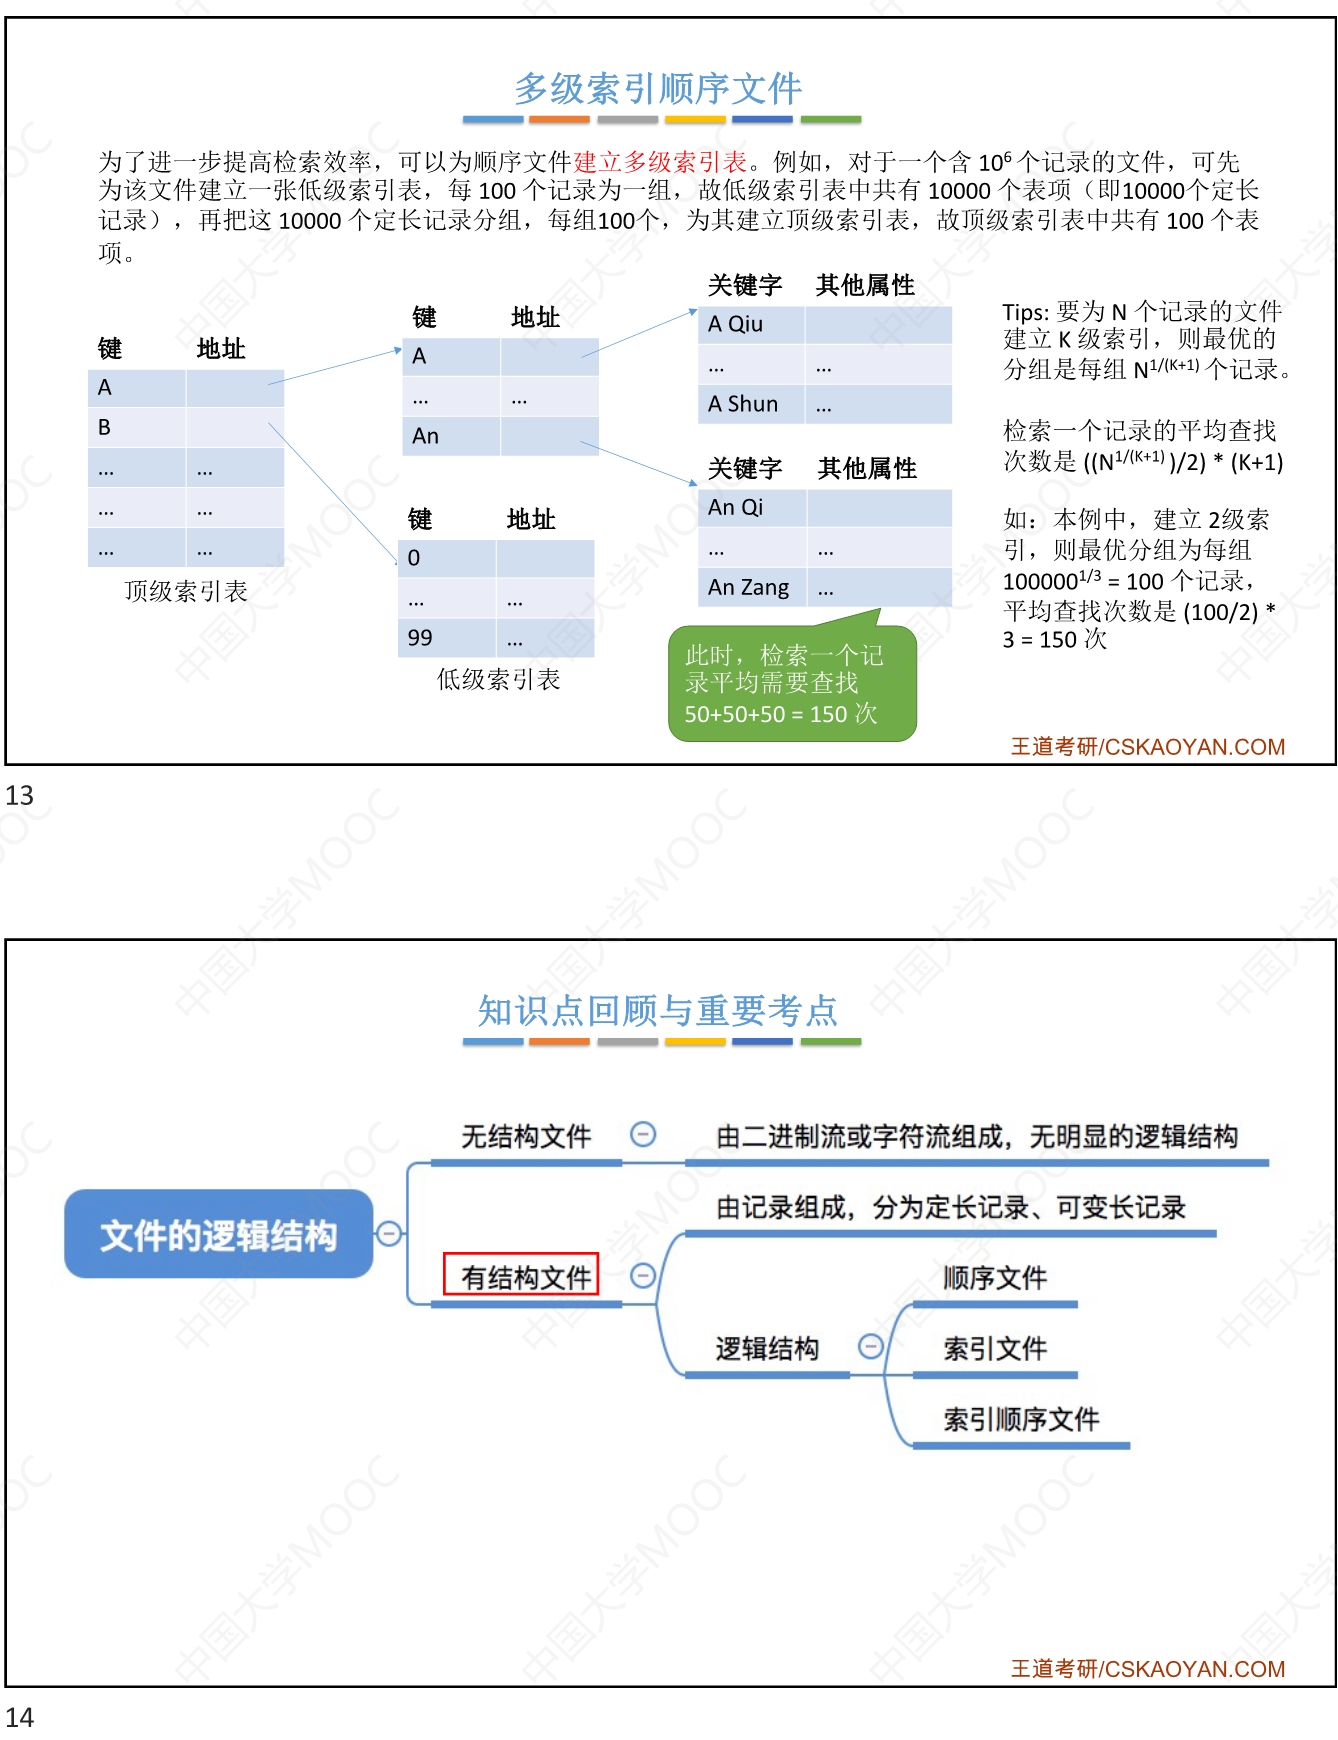 多级索引顺序文件
为了进一步提高检索效率，可以为顺序文件建立多级索引表。例如，对于一个含 10⁶ 个记录的文件，可先
为该文件建立一张低级索引表，每 100 个记录为一组，故低级索引表中共有 10000 个表项（即10000个定长
记录），再把这 10000 个定长记录分组，每组100个，为其建立顶级索引表，故顶级索引表中共有 100 个表
项。
键 地址
A
B
... ...
... ...
... ...
顶级索引表
键 地址
A
... ...
An
键 地址
0
... ...
99 ...
低级索引表
关键字 其他属性
A Qiu
... ...
A Shun ...
关键字 其他属性
An Qi
... ...
An Zang ...
此时，检索一个记
录平均需要查找
50+50+50 = 150 次
Tips: 要为 N 个记录的文件
建立 K 级索引，则最优的
分组是每组 N^1/(K+1) 个记录。
检索一个记录的平均查找
次数是 ((N^1/(K+1) )/2) * (K+1)
如：本例中，建立 2级索
引，则最优分组为每组
100000^1/3 = 100 个记录，
平均查找次数是 (100/2) *
3 = 150 次
王道考研/CSKAOYAN.COM
13
知识点回顾与重要考点
文件的逻辑结构
无结构文件
由二进制流或字符流组成，无明显的逻辑结构
有结构文件
由记录组成，分为定长记录、可变长记录
逻辑结构
顺序文件
索引文件
索引顺序文件
王道考研/CSKAOYAN.COM
14
中国大学MOOC